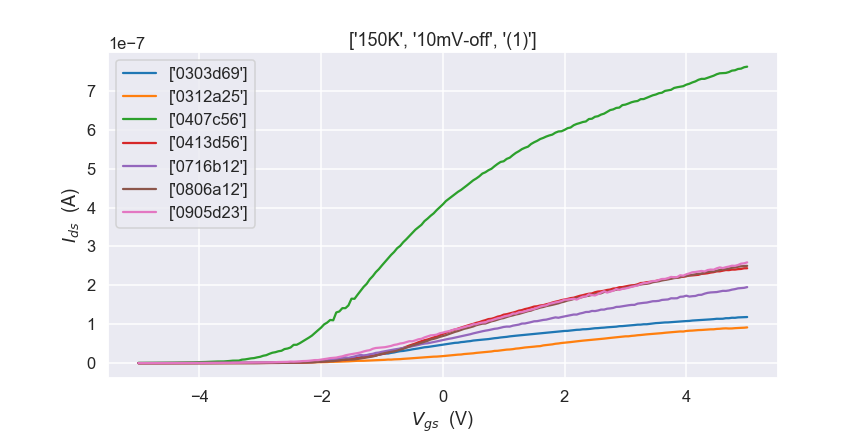 ['150K', '10mV-off', '(1)']
1e−7
['0303d69']
['0312a25']
['0407c56']
['0413d56']
['0716b12']
['0806a12']
['0905d23']
7
6
5
4
3
2
1
0
I_ds (A)
−4 −2 0 2 4
V_gs (V)